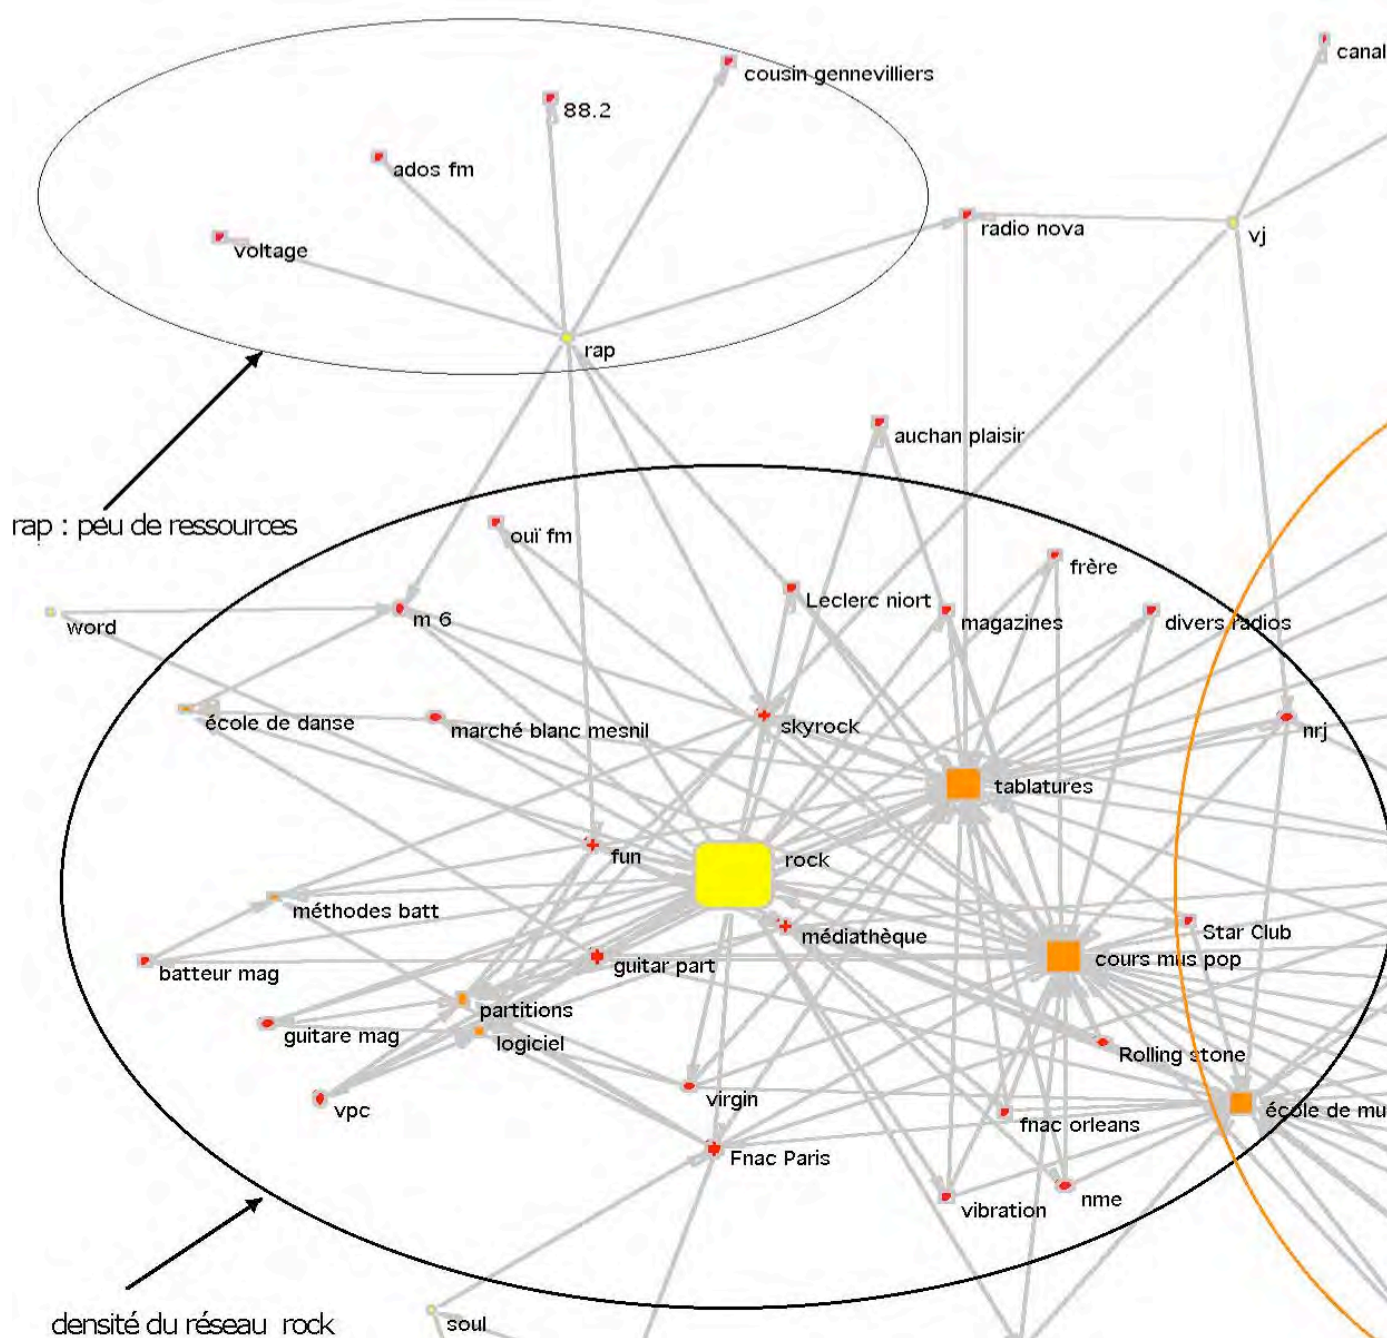 canal
cousin gennevilliers
88.2
ados fm
radio nova
vj
voltage
rap
auchan plaisir
rap : peu de ressources
ouï fm
frère
Leclerc niort
magazines
divers radios
word
m 6
école de danse
marché blanc mesnil
skyrock
nrj
tablatures
fun
rock
méthodes batt
médiathèque
Star Club
batteur mag
guitar part
cours mus pop
partitions
guitare mag
logiciel
Rolling stone
vpc
virgin
fnac orleans
école de mu
Fnac Paris
vibration
nme
densité du réseau rock
soul